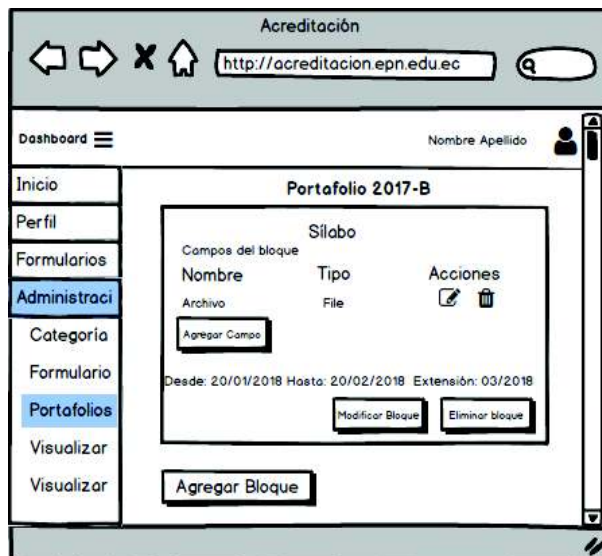 Acreditación
http://acreditacion.epn.edu.ec
Dashboard
Nombre Apellido
Inicio
Perfil
Formularios
Administraci
Categoría
Formulario
Portafolios
Visualizar
Visualizar
Portafolio 2017-B
Sílabo
Campos del bloque
Nombre Tipo Acciones
Archivo File
Agregar Campo
Desde: 20/01/2018 Hasta: 20/02/2018 Extensión: 03/2018
Modificar Bloque Eliminar bloque
Agregar Bloque